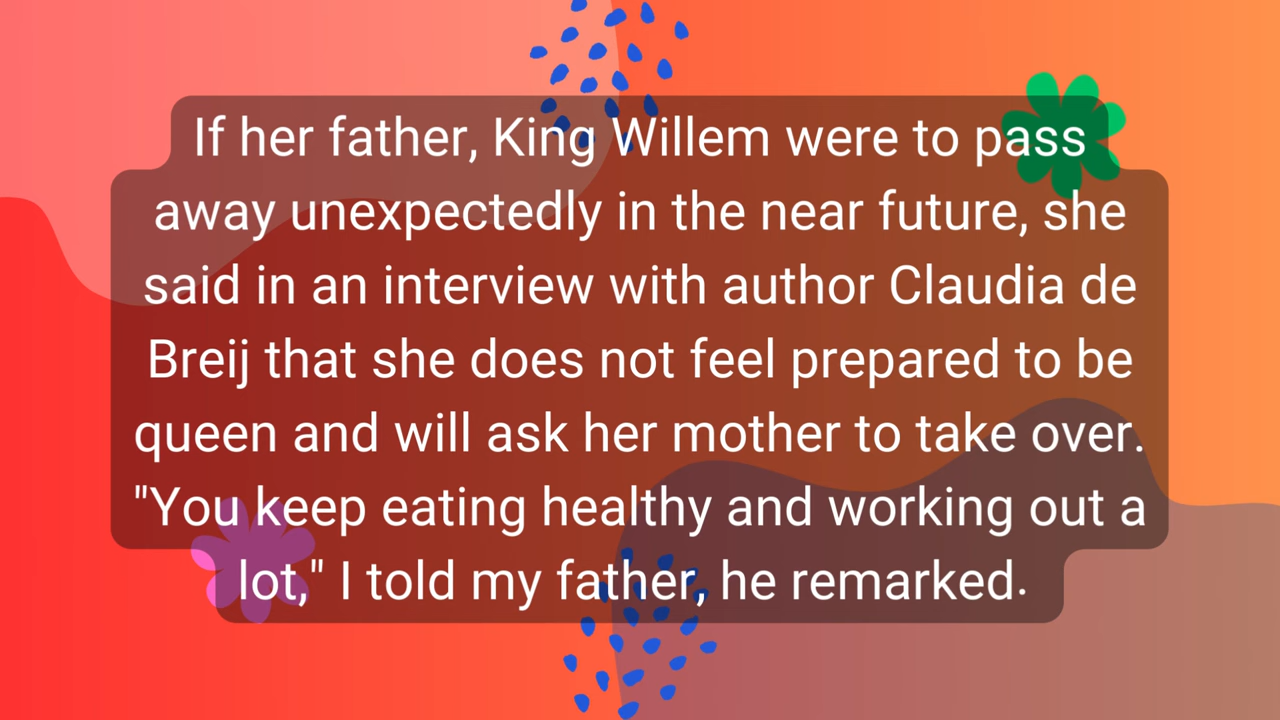 If her father, King Willem were to pass
away unexpectedly in the near future, she
said in an interview with author Claudia de
Breij that she does not feel prepared to be
queen and will ask her mother to take over.
"You keep eating healthy and working out a
lot," I told my father, he remarked.